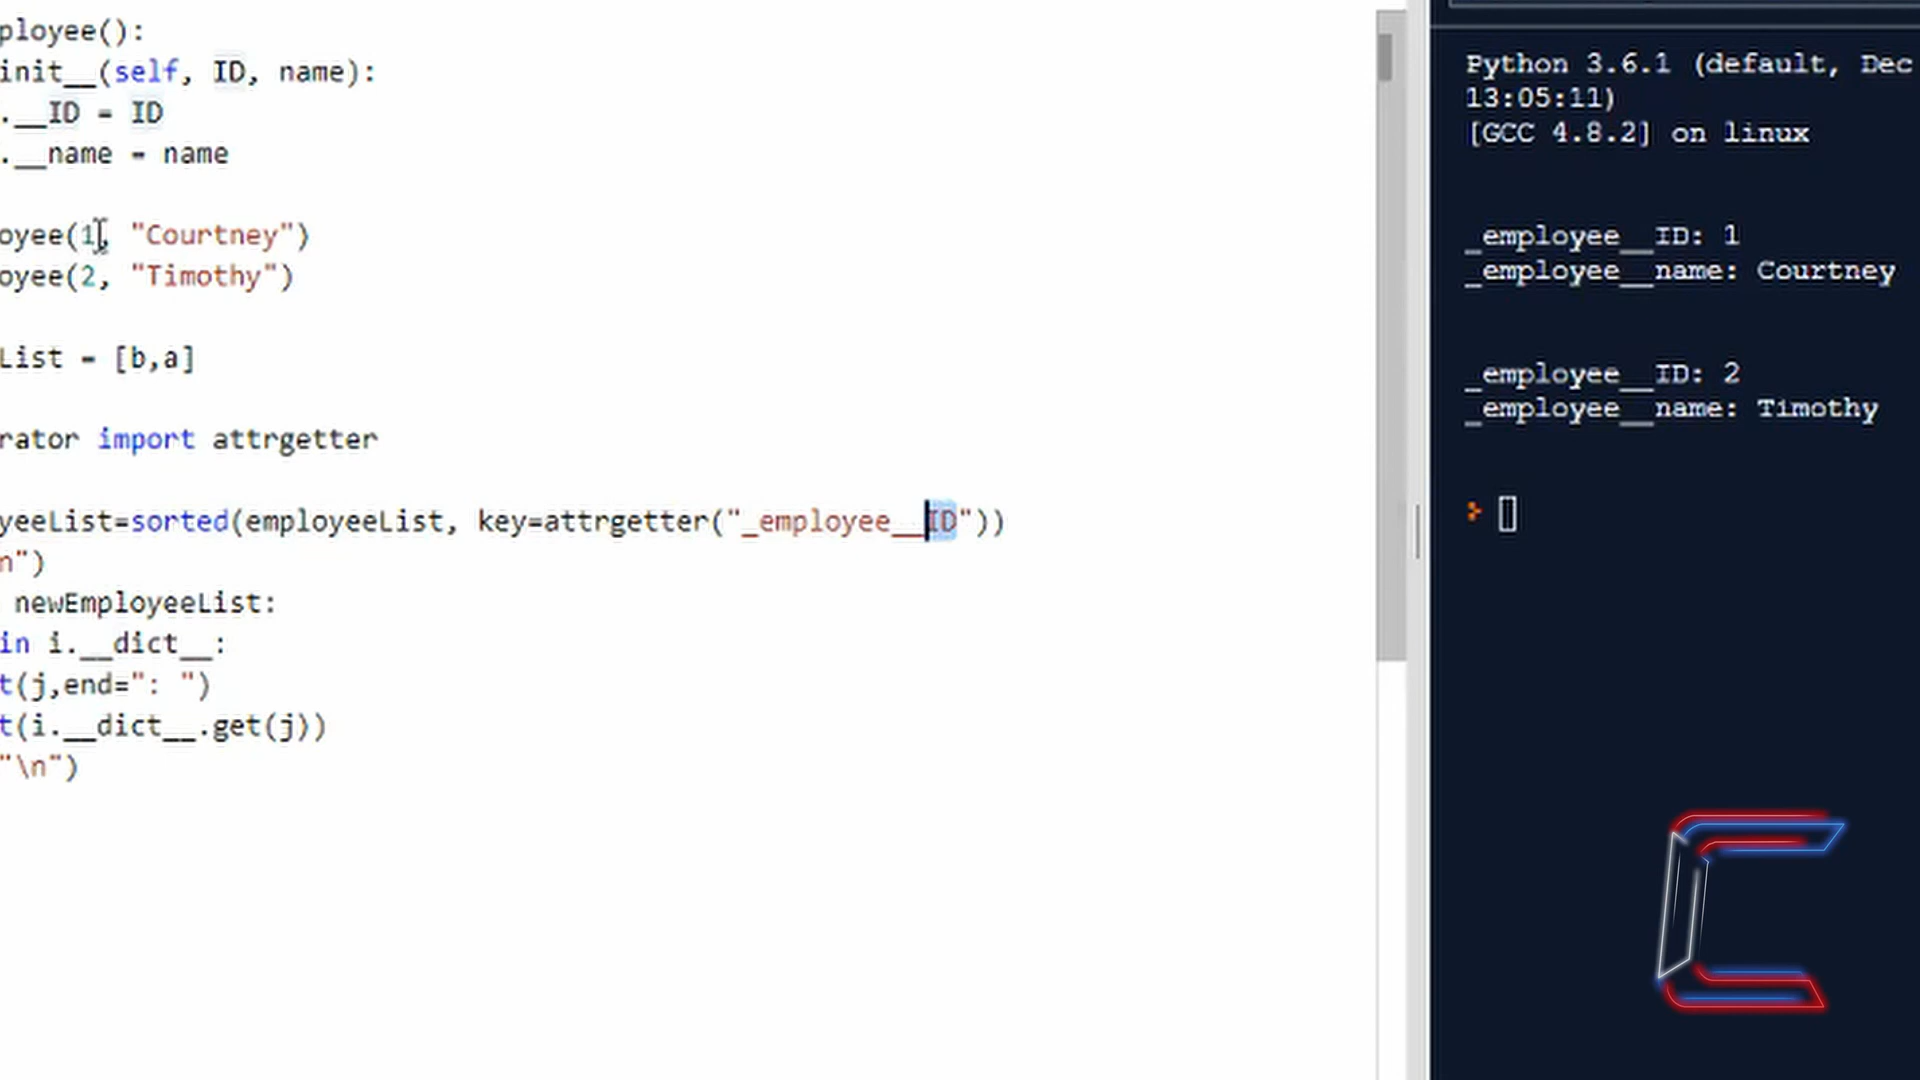 ployee():
init__(self, ID, name):
.__ID = ID
.__name = name
oyee(1, "Courtney")
oyee(2, "Timothy")
List = [b,a]
rator import attrgetter
yeeList=sorted(employeeList, key=attrgetter("_employee__ID"))
n")
newEmployeeList:
in i.__dict__:
t(j,end=": ")
t(i.__dict__.get(j))
"\n")
Python 3.6.1 (default, Dec
13:05:11)
[GCC 4.8.2] on linux
_employee__ID: 1
_employee__name: Courtney
_employee__ID: 2
_employee__name: Timothy